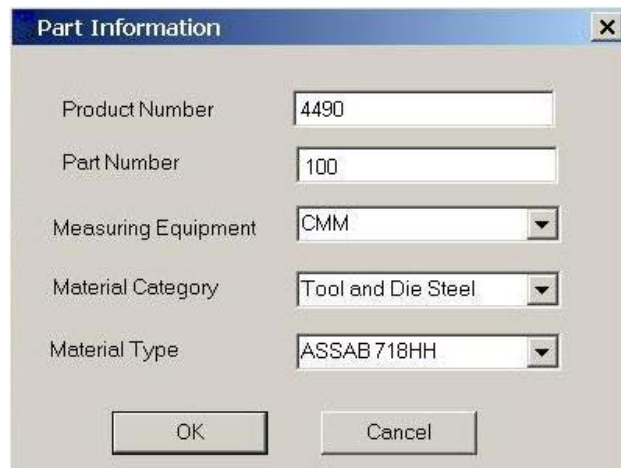 Part Information
Product Number 4490
Part Number 100
Measuring Equipment CMM
Material Category Tool and Die Steel
Material Type ASSAB 718HH
OK Cancel